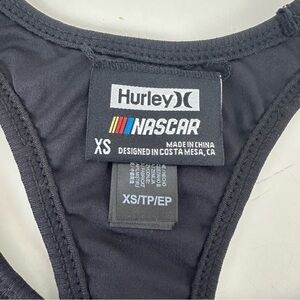 Hurley
NASCAR
XS
MADE IN CHINA
DESIGNED IN COSTA MESA, CA
XS/TP/EP